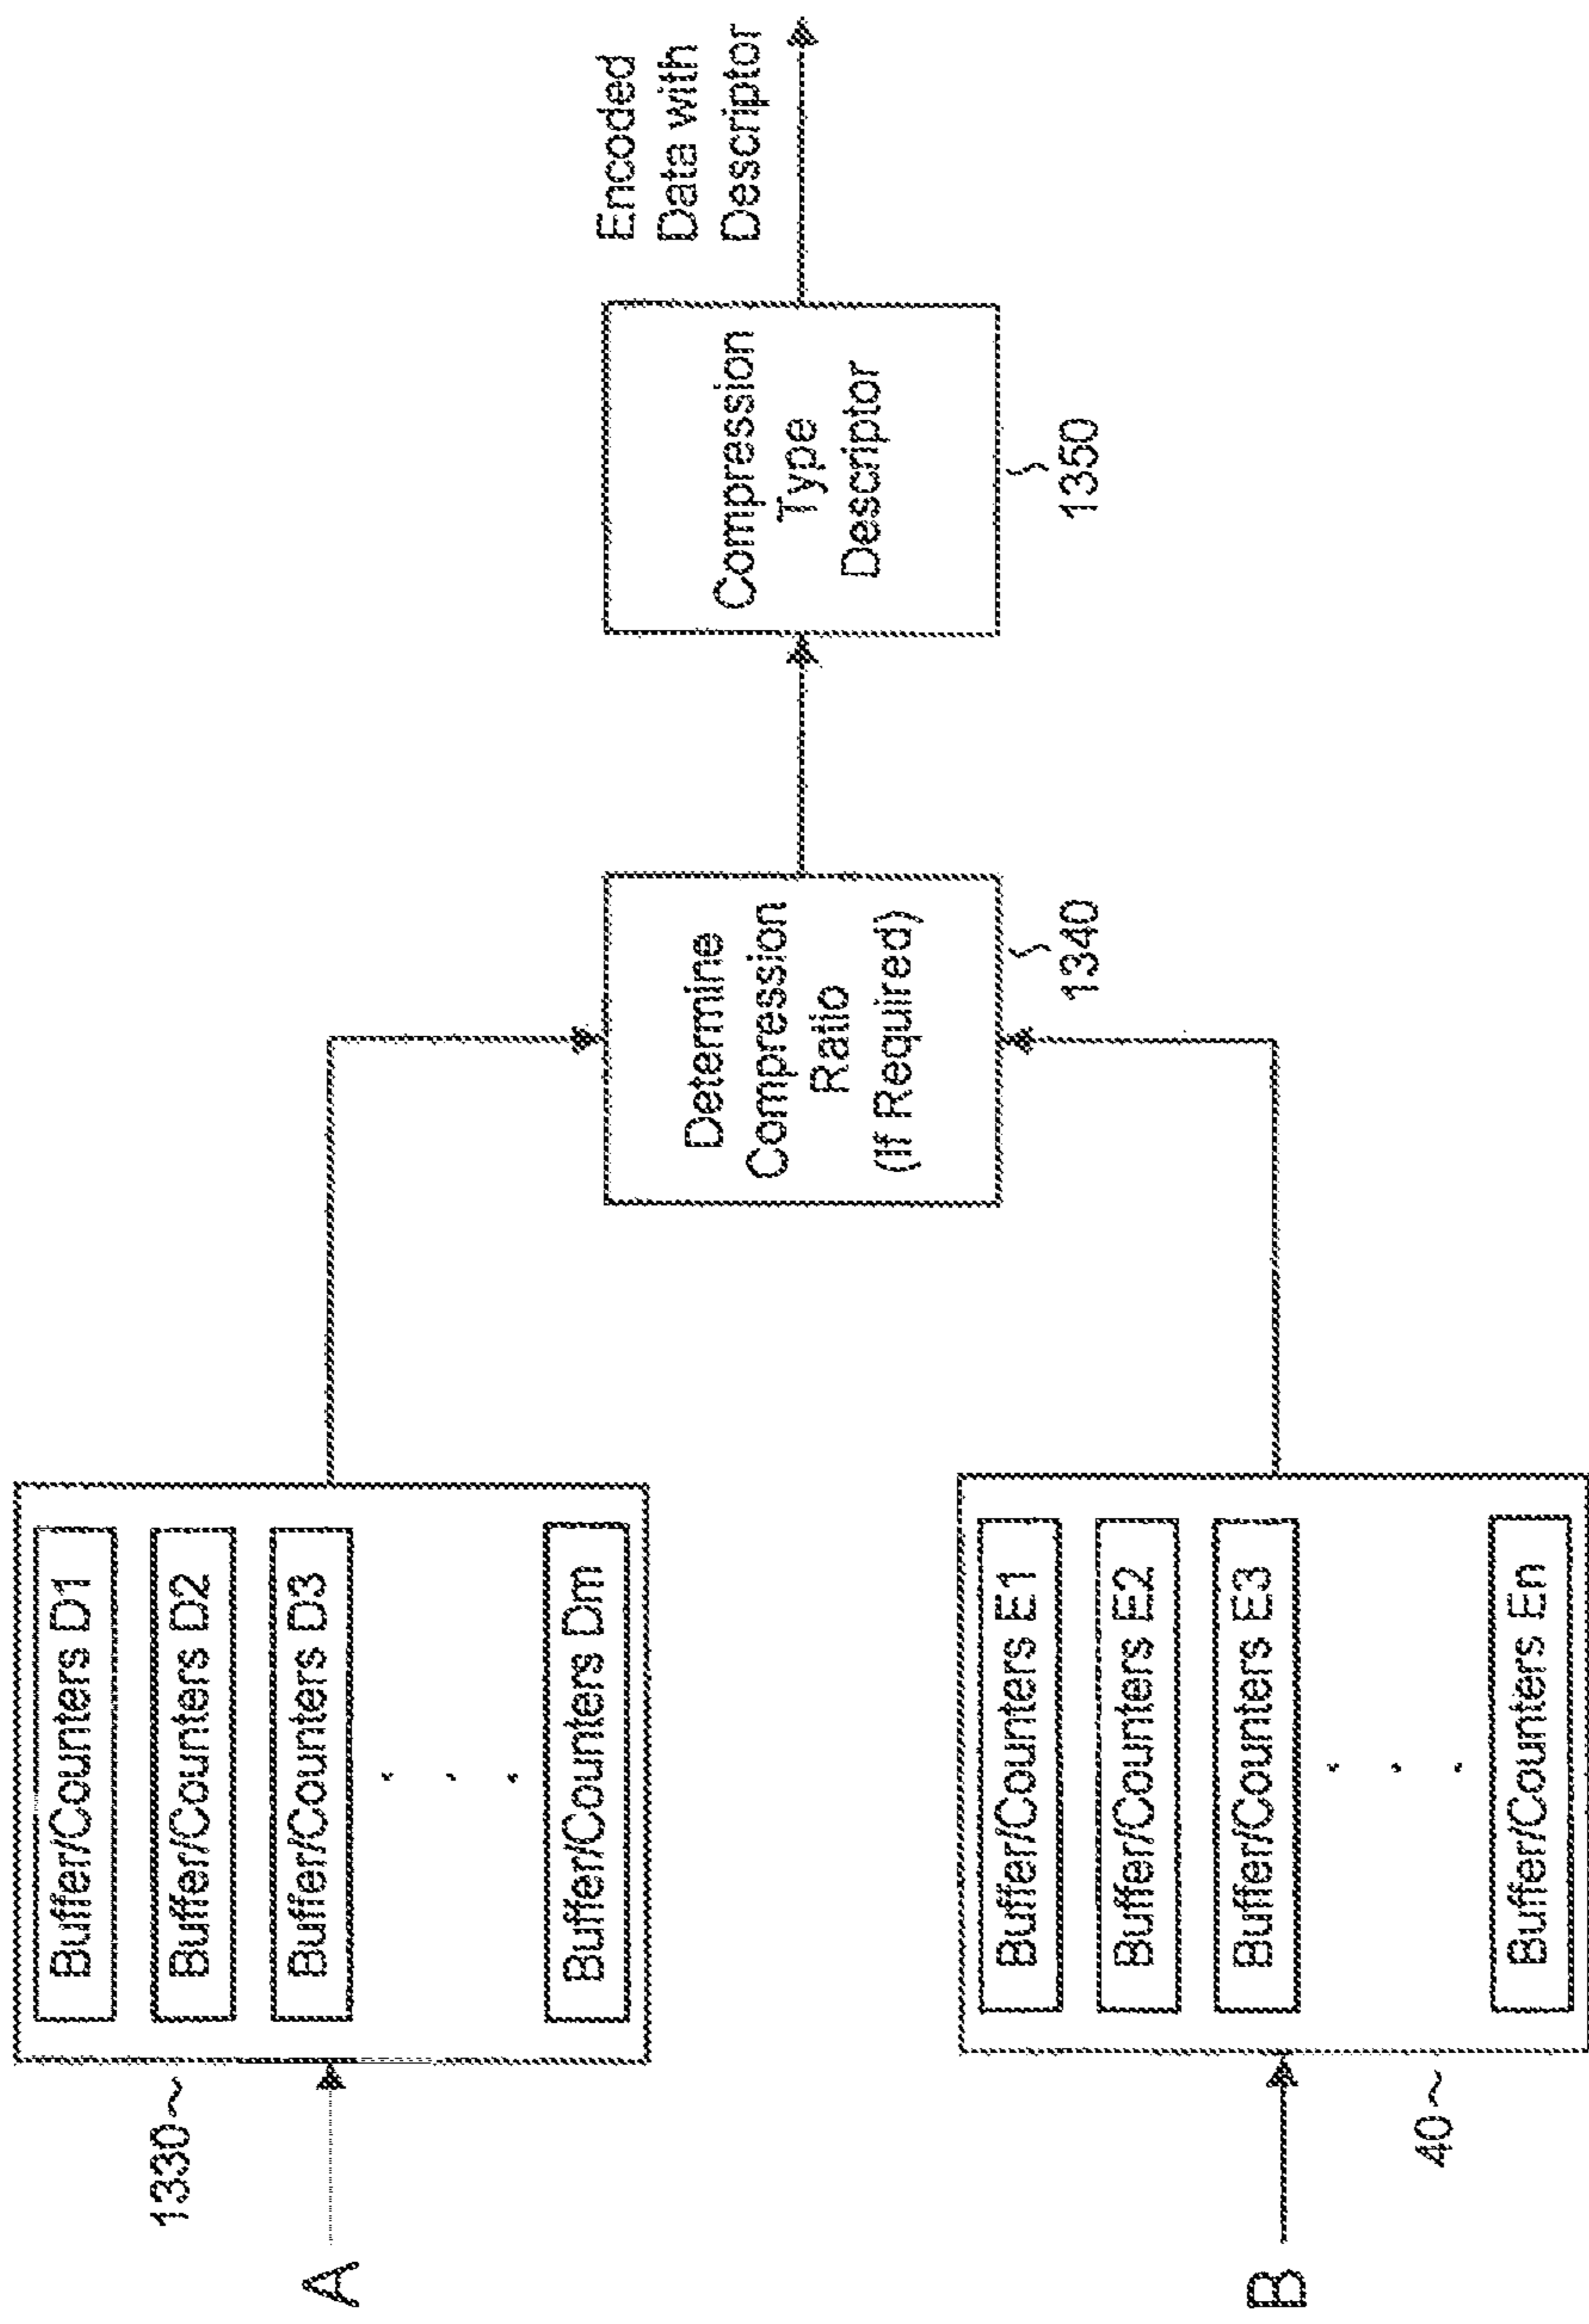 1330
A
Buffer/Counters D1
Buffer/Counters D2
Buffer/Counters D3
Buffer/Counters Dm
B
40
Buffer/Counters E1
Buffer/Counters E2
Buffer/Counters E3
Buffer/Counters En
Determine
Compression
Ratio
(If Required)
1340
Compression
Type
Descriptor
1350
Encoded
Data with
Descriptor